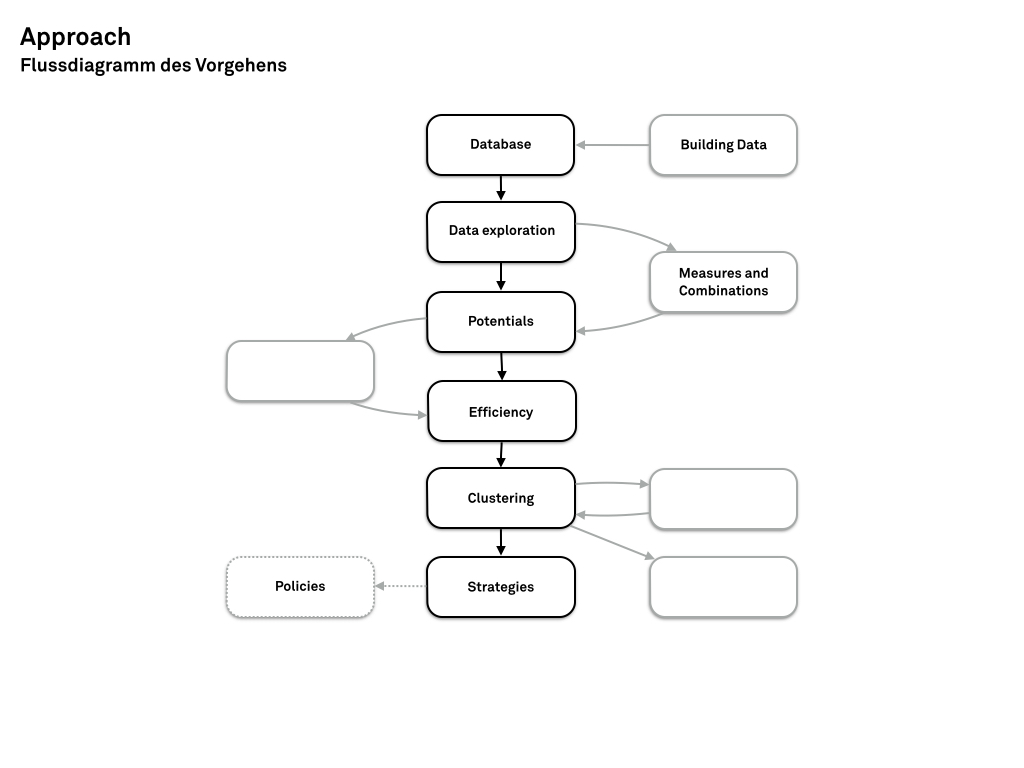 Approach
Flussdiagramm des Vorgehens
Database
Building Data
Data exploration
Measures and
Combinations
Potentials
Efficiency
Clustering
Policies
Strategies